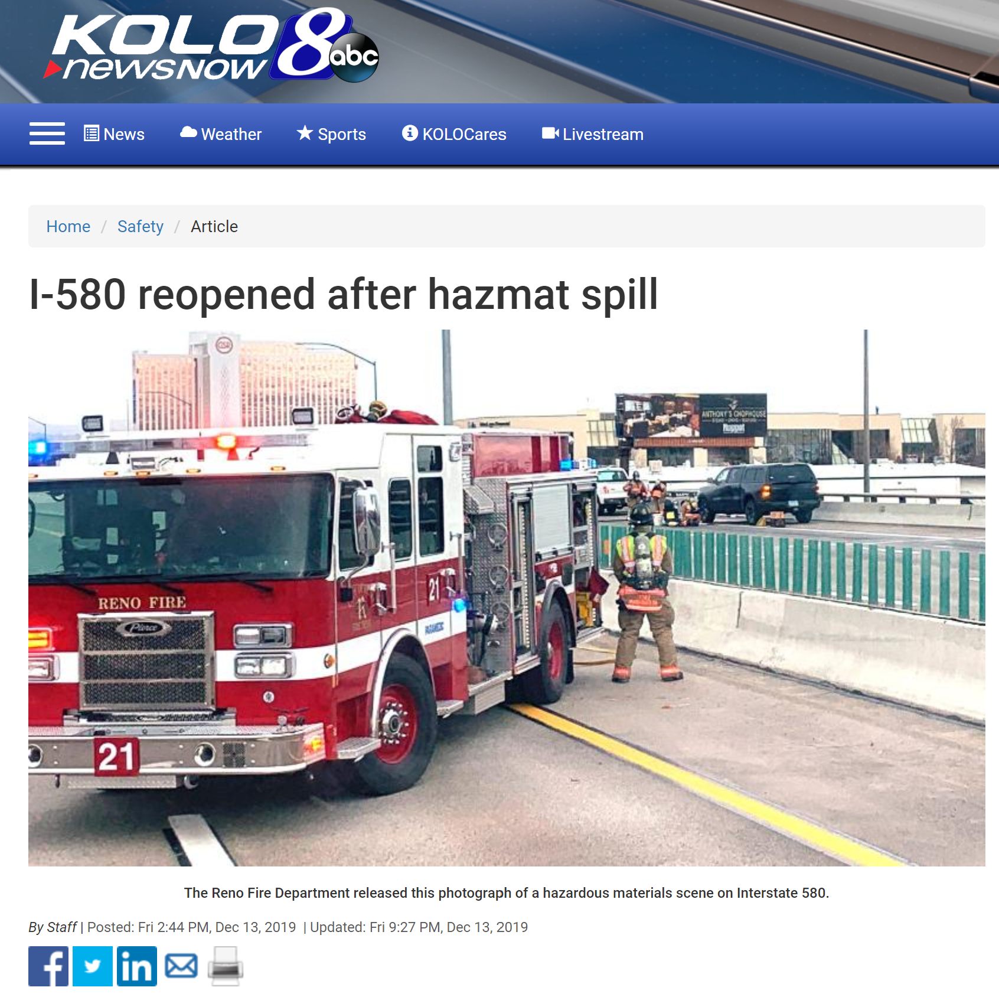 KOLO 8
newsNOW abc
News Weather Sports KOLOCares Livestream
Home / Safety / Article
I-580 reopened after hazmat spill
GSR
ANTHONY'S CHOPHOUSE
Nugget
21
PARAMEDIC
RENO FIRE
Pierce
21
The Reno Fire Department released this photograph of a hazardous materials scene on Interstate 580.
By Staff | Posted: Fri 2:44 PM, Dec 13, 2019 | Updated: Fri 9:27 PM, Dec 13, 2019
f in